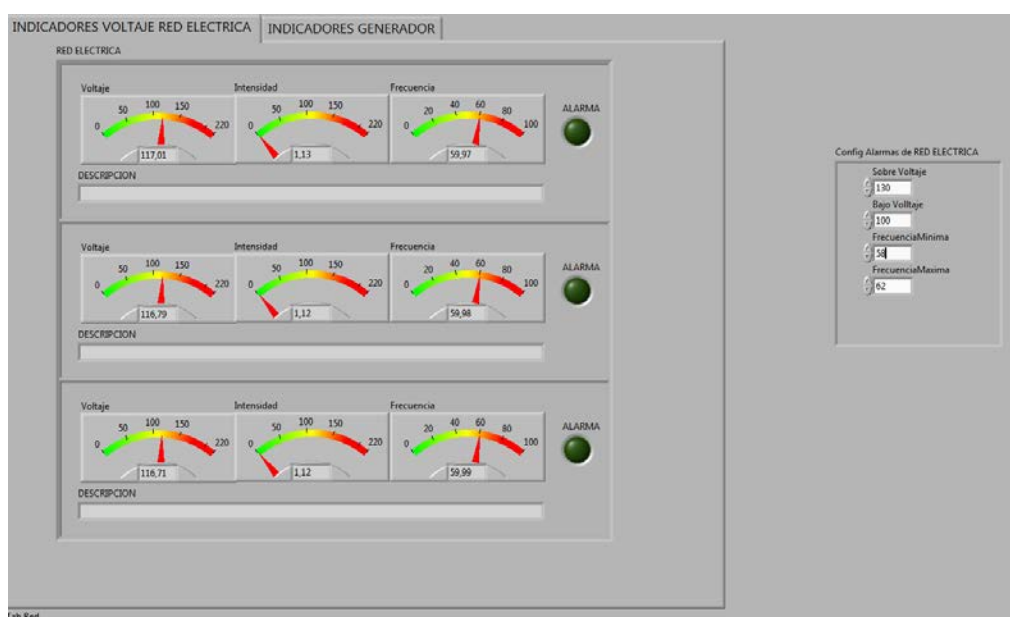 INDICADORES VOLTAJE RED ELECTRICA INDICADORES GENERADOR
RED ELECTRICA
Voltaje Intensidad Frecuencia
0 50 100 150 220 0 50 100 150 220 0 20 40 60 80 100 ALARMA
117,01 1,13 59,97
DESCRIPCION
Voltaje Intensidad Frecuencia
0 50 100 150 220 0 50 100 150 220 0 20 40 60 80 100 ALARMA
116,79 1,12 59,98
DESCRIPCION
Voltaje Intensidad Frecuencia
0 50 100 150 220 0 50 100 150 220 0 20 40 60 80 100 ALARMA
116,71 1,12 59,99
DESCRIPCION
Config Alarmas de RED ELECTRICA
Sobre Voltaje
130
Bajo Volltaje
100
FrecuenciaMinima
58
FrecuenciaMaxima
62
Tab Red